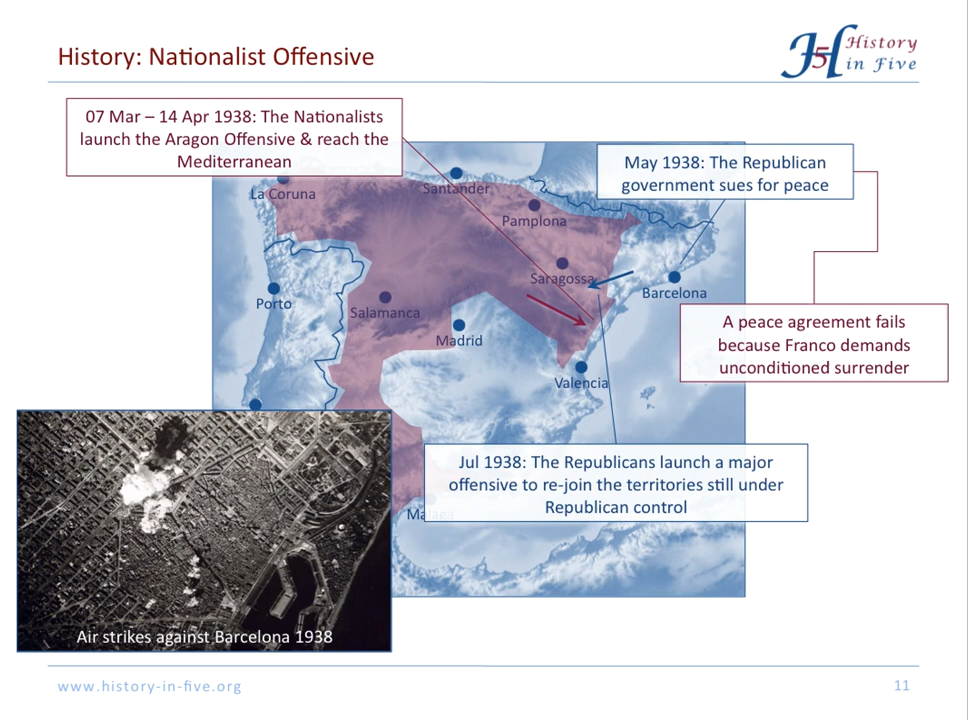 History: Nationalist Offensive
History
in Five
07 Mar – 14 Apr 1938: The Nationalists
launch the Aragon Offensive & reach the
Mediterranean
May 1938: The Republican
government sues for peace
La Coruna
Santander
Pamplona
Saragossa
Barcelona
Porto
Salamanca
Madrid
A peace agreement fails
because Franco demands
unconditioned surrender
Valencia
Jul 1938: The Republicans launch a major
offensive to re-join the territories still under
Republican control
Malaga
Air strikes against Barcelona 1938
www.history-in-five.org
11